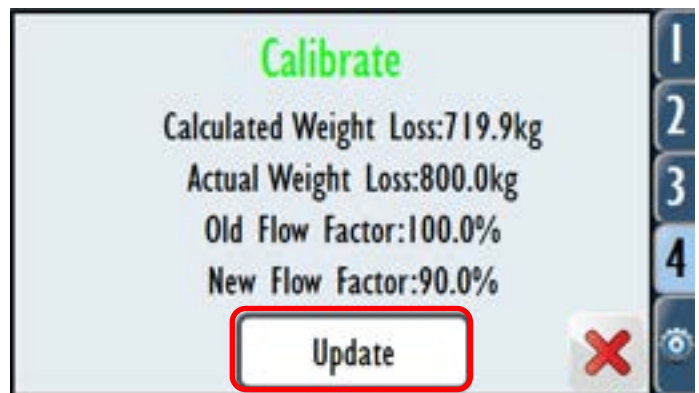 Calibrate
Calculated Weight Loss:719.9kg
Actual Weight Loss:800.0kg
Old Flow Factor:100.0%
New Flow Factor:90.0%
Update
1
2
3
4